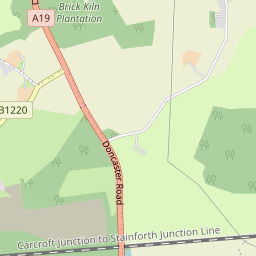 Brick Kiln
Plantation
A19
B1220
Doncaster Road
Carcroft Junction to Stainforth Junction Line